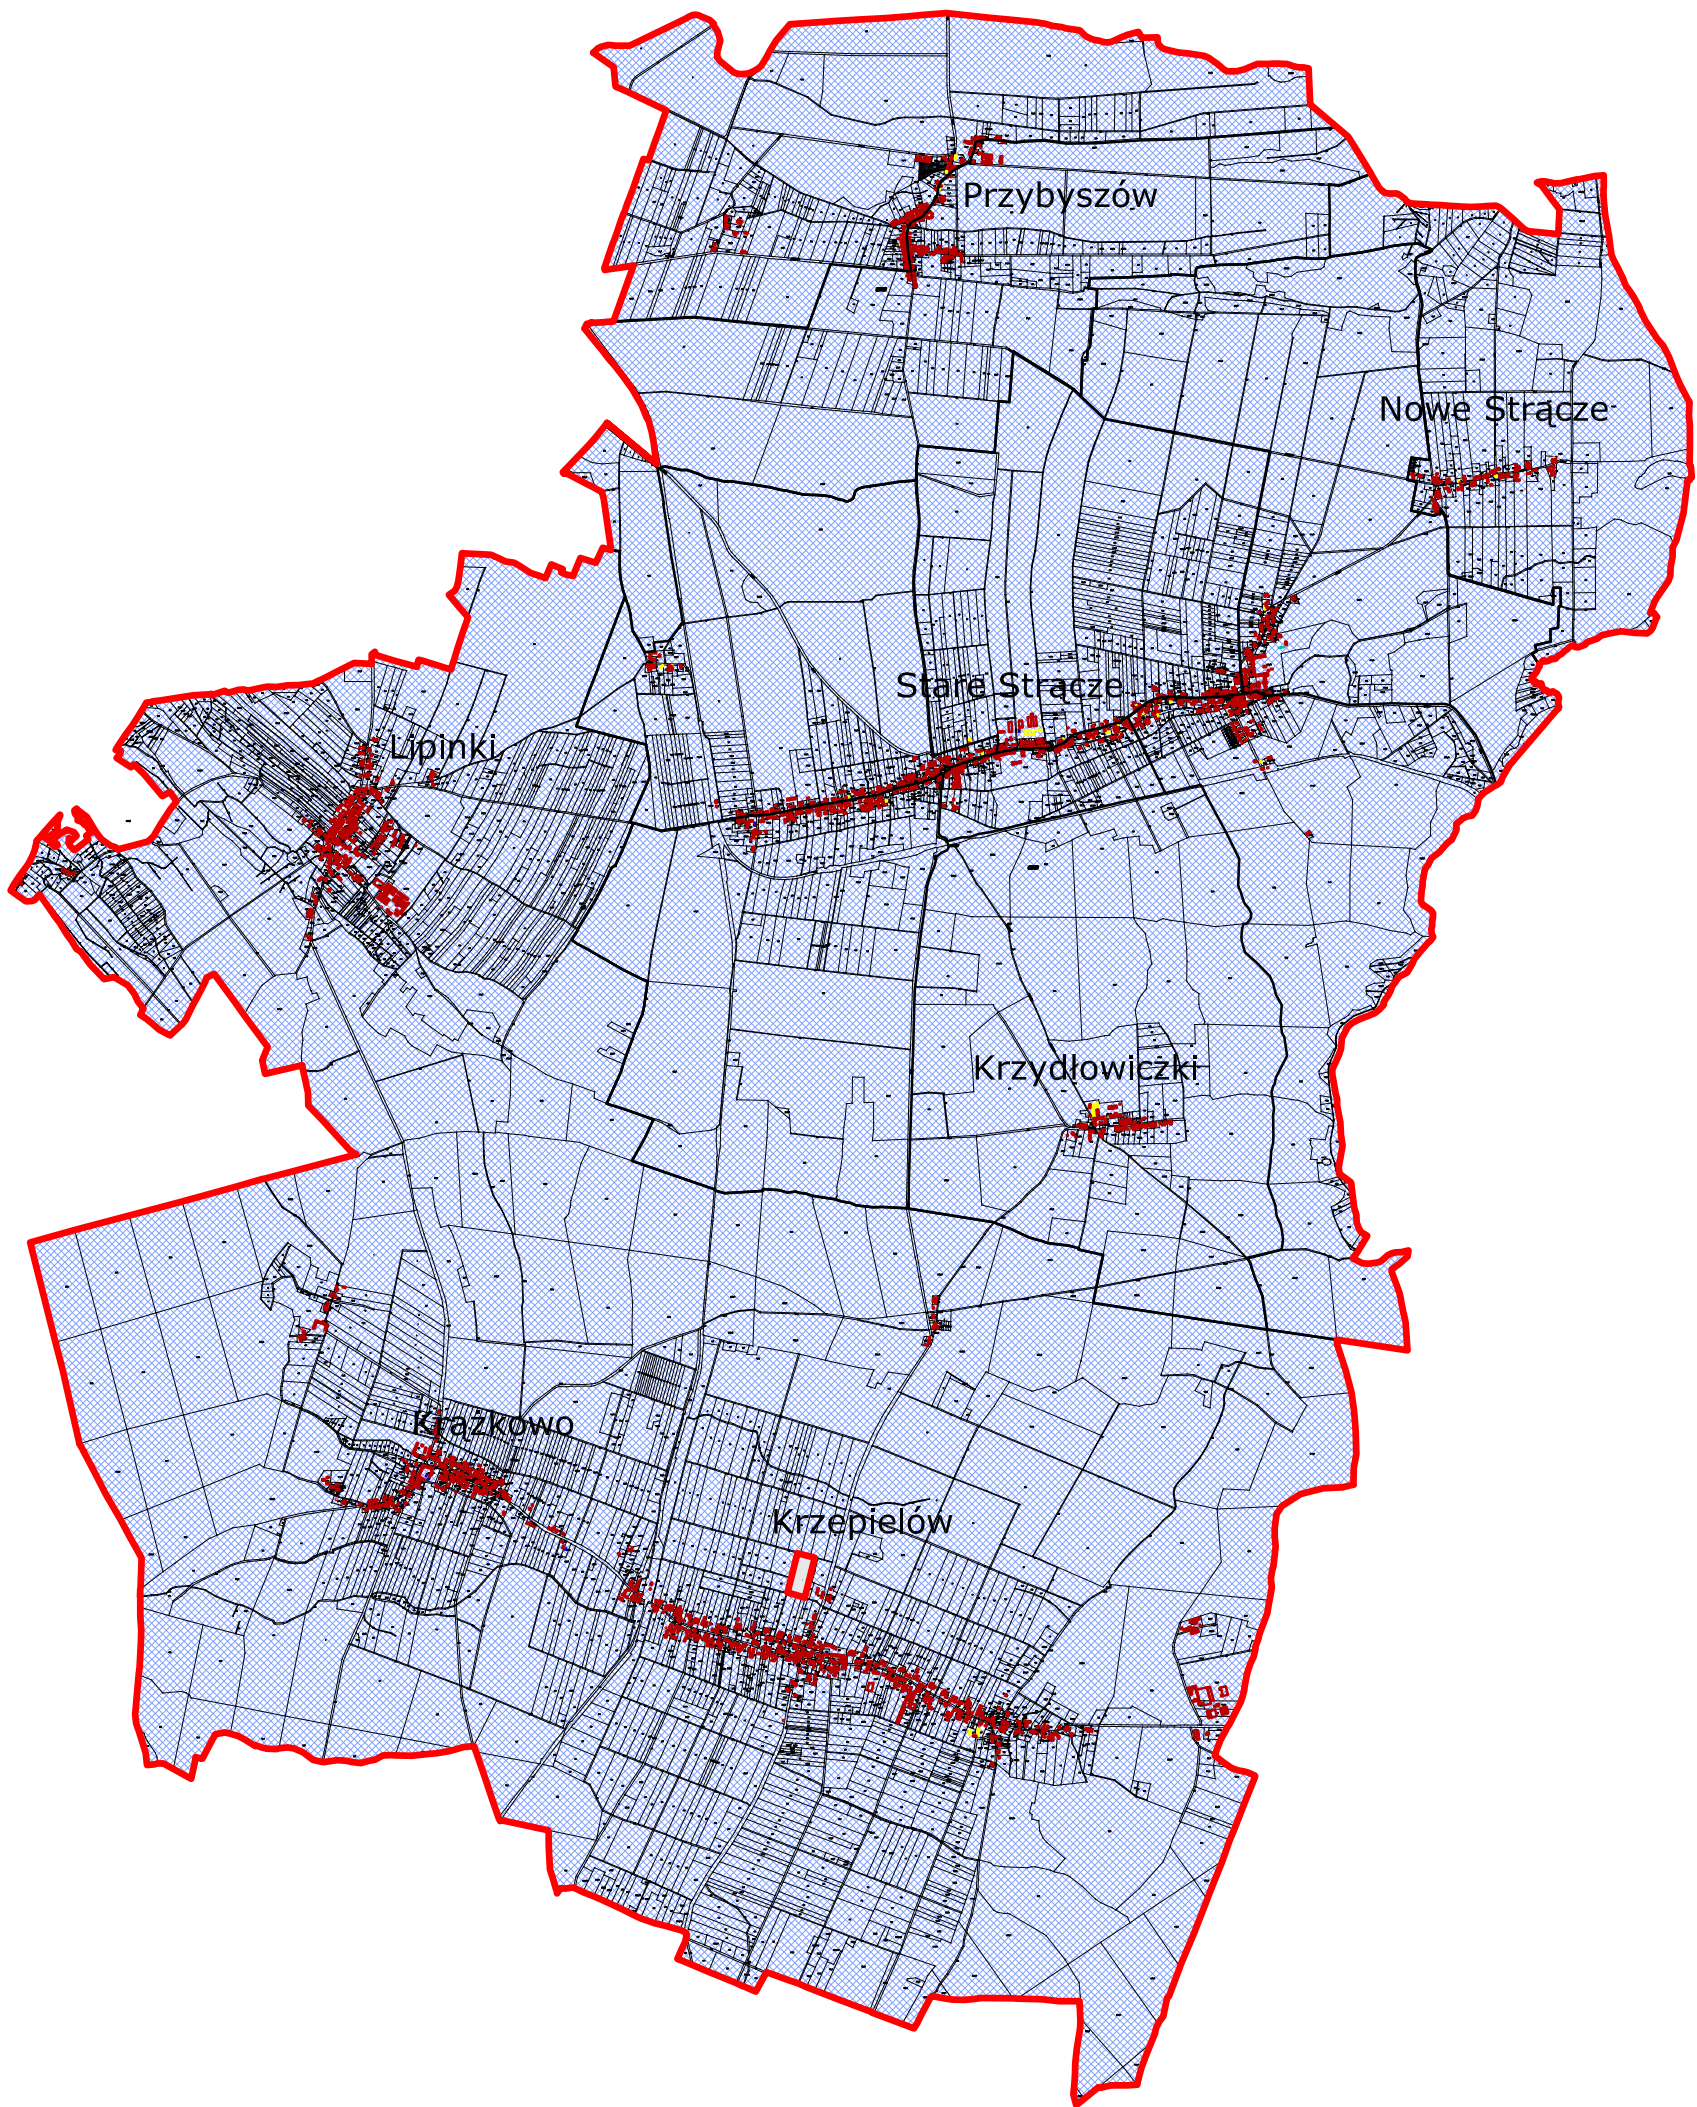 Przybyszów
Nowe Strącze
Stare Strącze
Lipinki
Krzydłowiczki
Krążkowo
Krzepielów